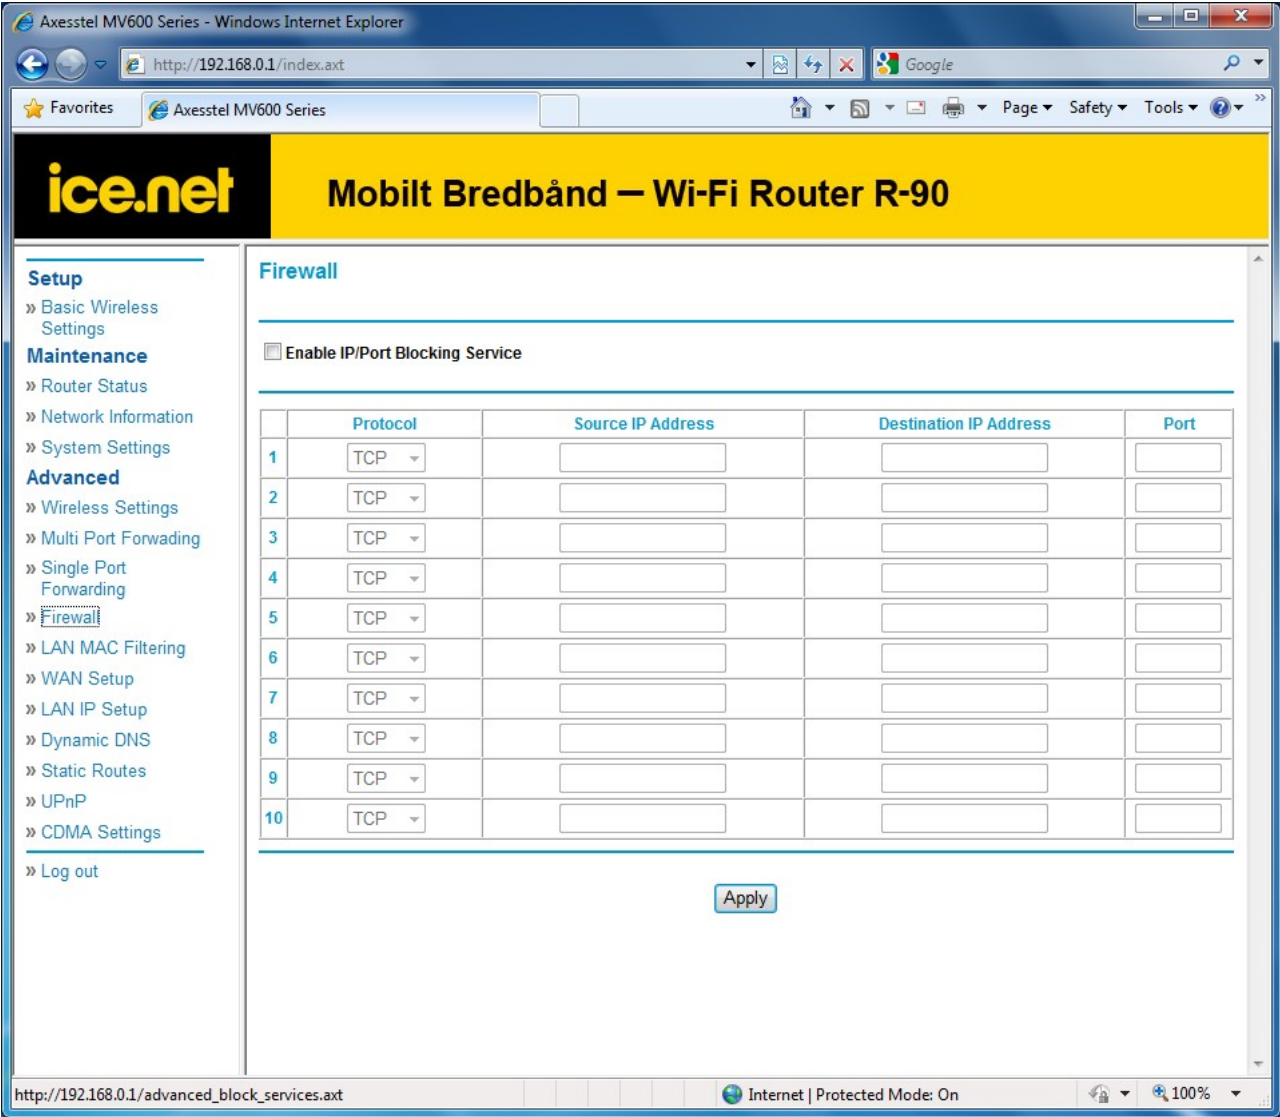 Axesstel MV600 Series - Windows Internet Explorer
http://192.168.0.1/index.axt
Google
Favorites
Axesstel MV600 Series
Page
Safety
Tools
»
ice.net
Mobilt Bredbånd – Wi-Fi Router R-90
Setup
» Basic Wireless
Settings
Maintenance
» Router Status
» Network Information
» System Settings
Advanced
» Wireless Settings
» Multi Port Forwading
» Single Port
Forwarding
» Firewall
» LAN MAC Filtering
» WAN Setup
» LAN IP Setup
» Dynamic DNS
» Static Routes
» UPnP
» CDMA Settings
» Log out
Firewall
Enable IP/Port Blocking Service
Protocol Source IP Address Destination IP Address Port
1 TCP
2 TCP
3 TCP
4 TCP
5 TCP
6 TCP
7 TCP
8 TCP
9 TCP
10 TCP
Apply
http://192.168.0.1/advanced_block_services.axt
Internet | Protected Mode: On
100%